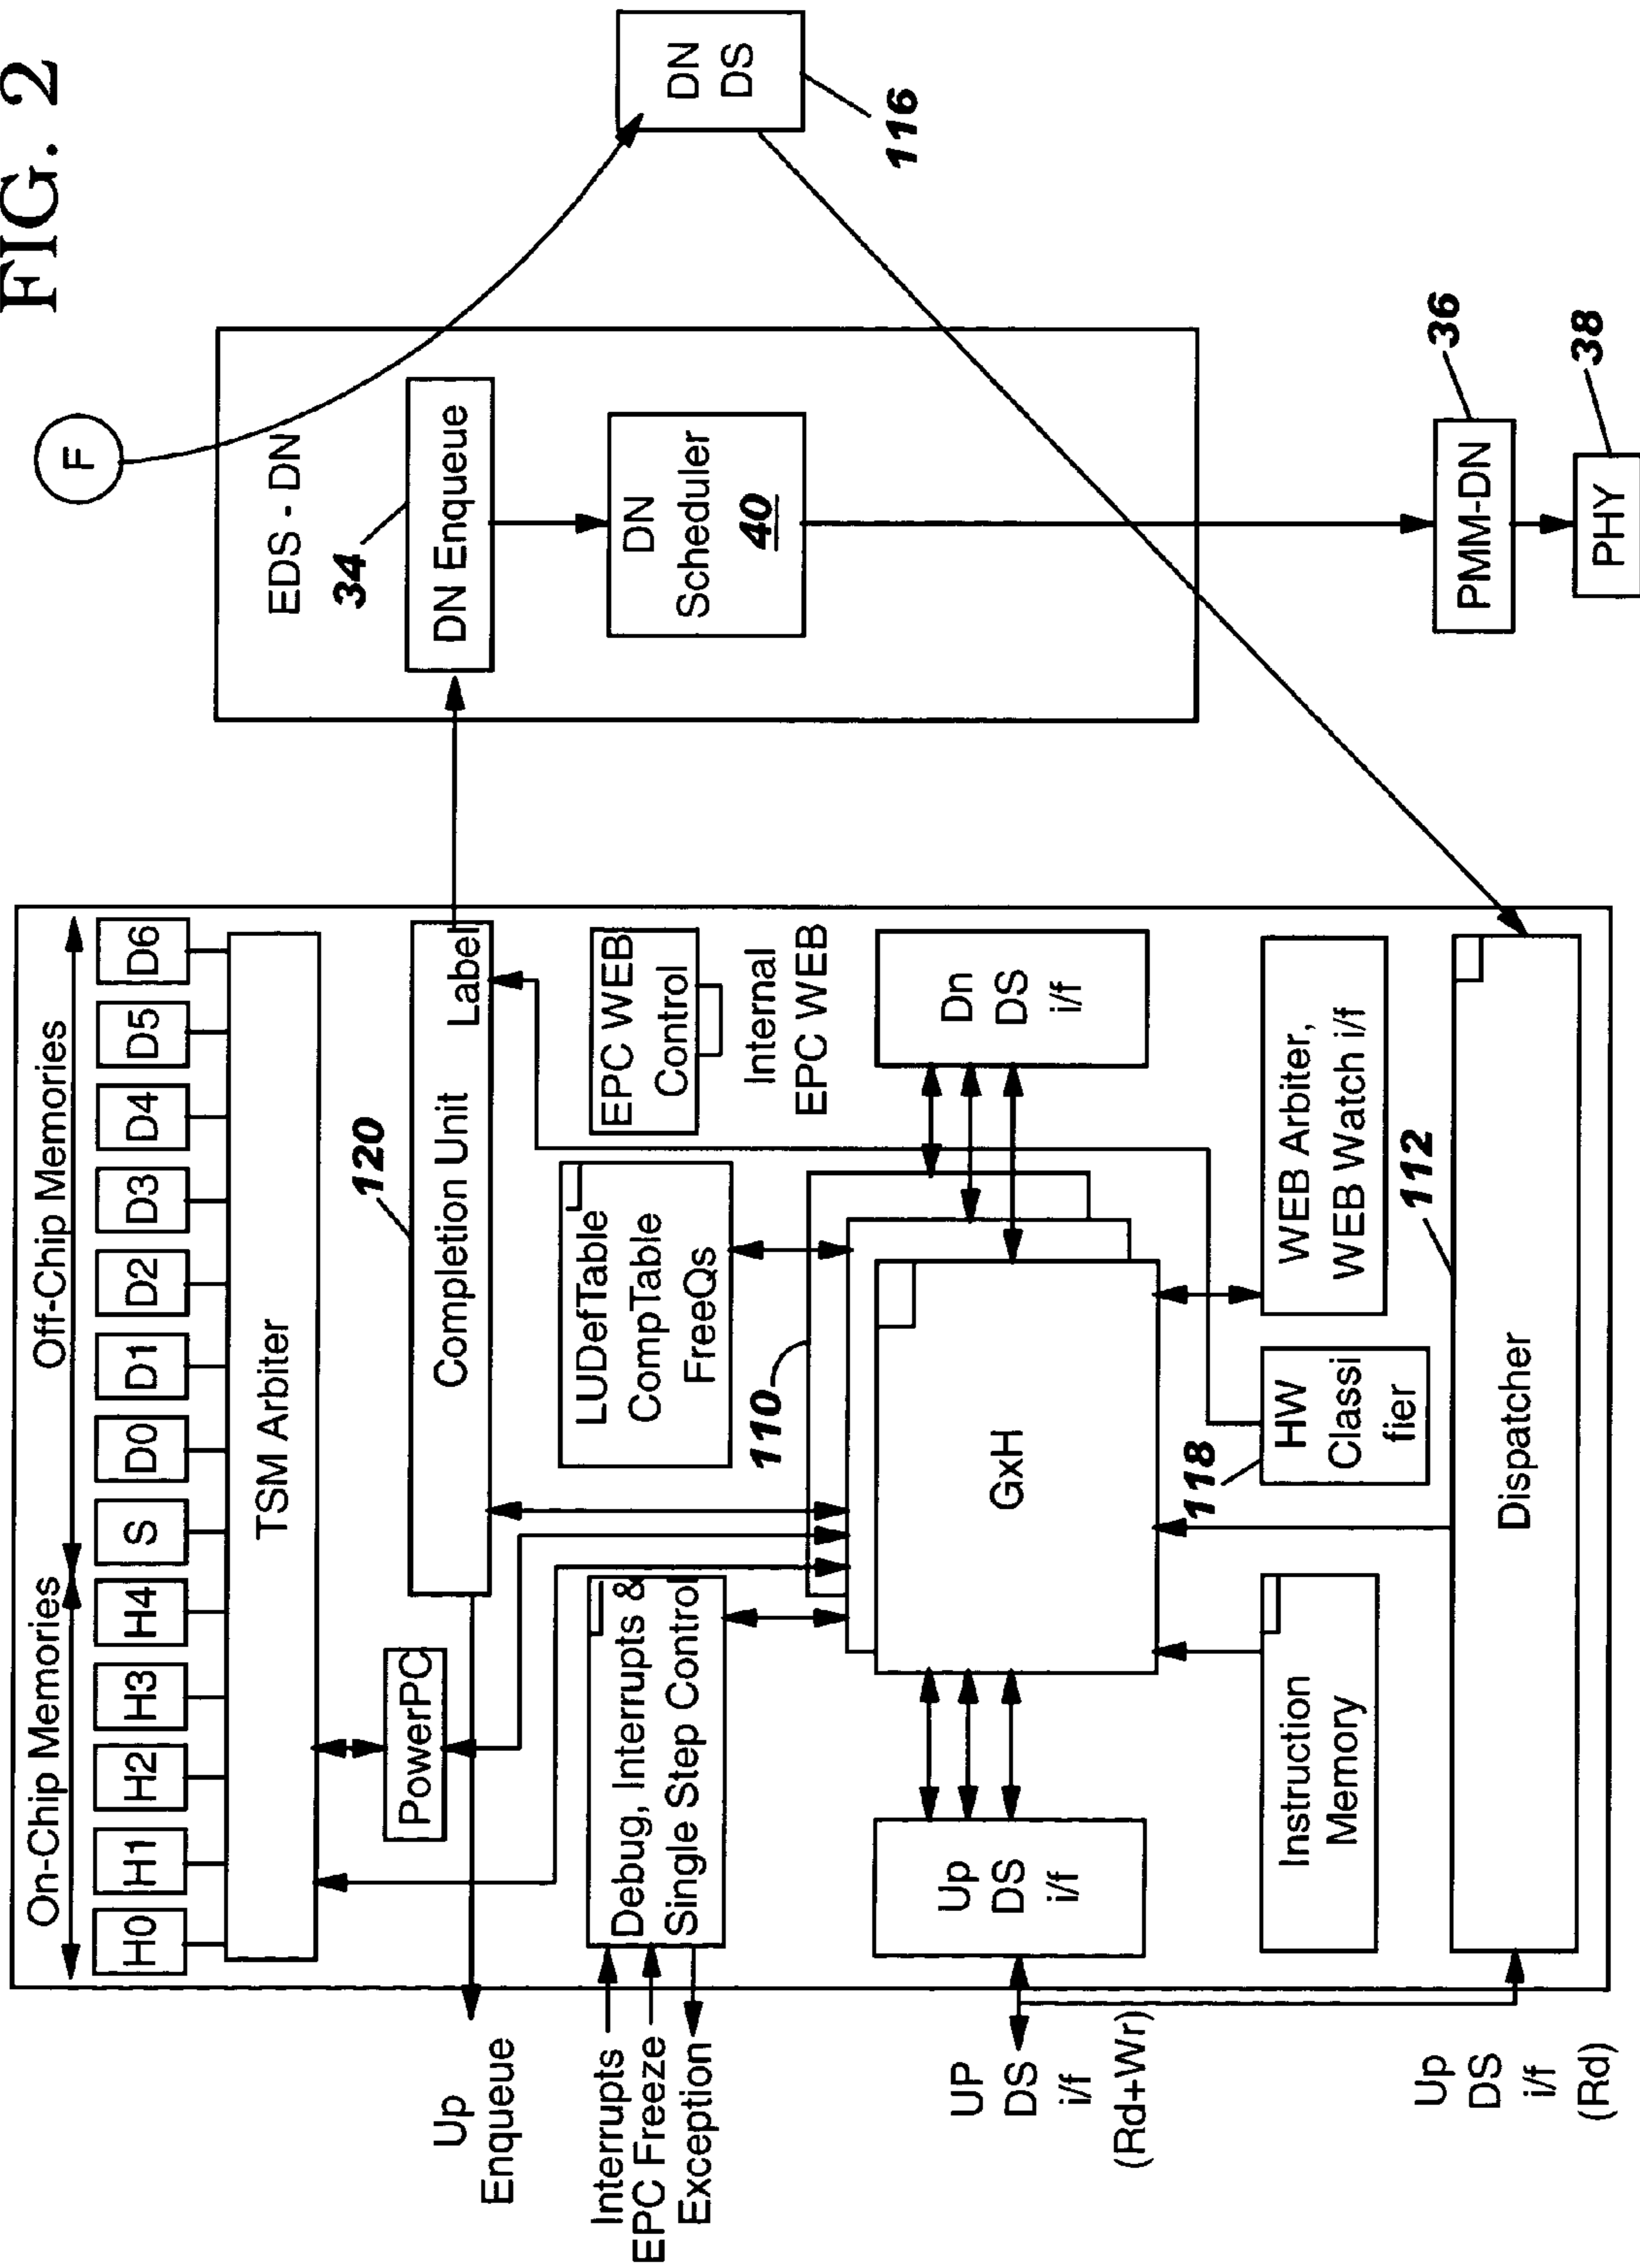 FIG. 2
On-Chip Memories
Off-Chip Memories
H0
H1
H2
H3
H4
S
D0
D1
D2
D3
D4
D5
D6
TSM Arbiter
PowerPC
120
Completion Unit
Label
Up
Enqueue
Interrupts
EPC Freeze
Exception
Debug, Interrupts &
Single Step Control
LUDefTable
CompTable
FreeQs
EPC WEB
Control
Internal
EPC WEB
110
GxH
Up
DS
i/f
Dn
DS
i/f
UP
DS
i/f
(Rd+Wr)
Instruction
Memory
118
HW
Classi
fier
WEB Arbiter,
WEB Watch i/f
112
Dispatcher
Up
DS
i/f
(Rd)
F
EDS - DN
34
DN Enqueue
DN
Scheduler
40
DN
DS
116
PMM-DN
36
PHY
38